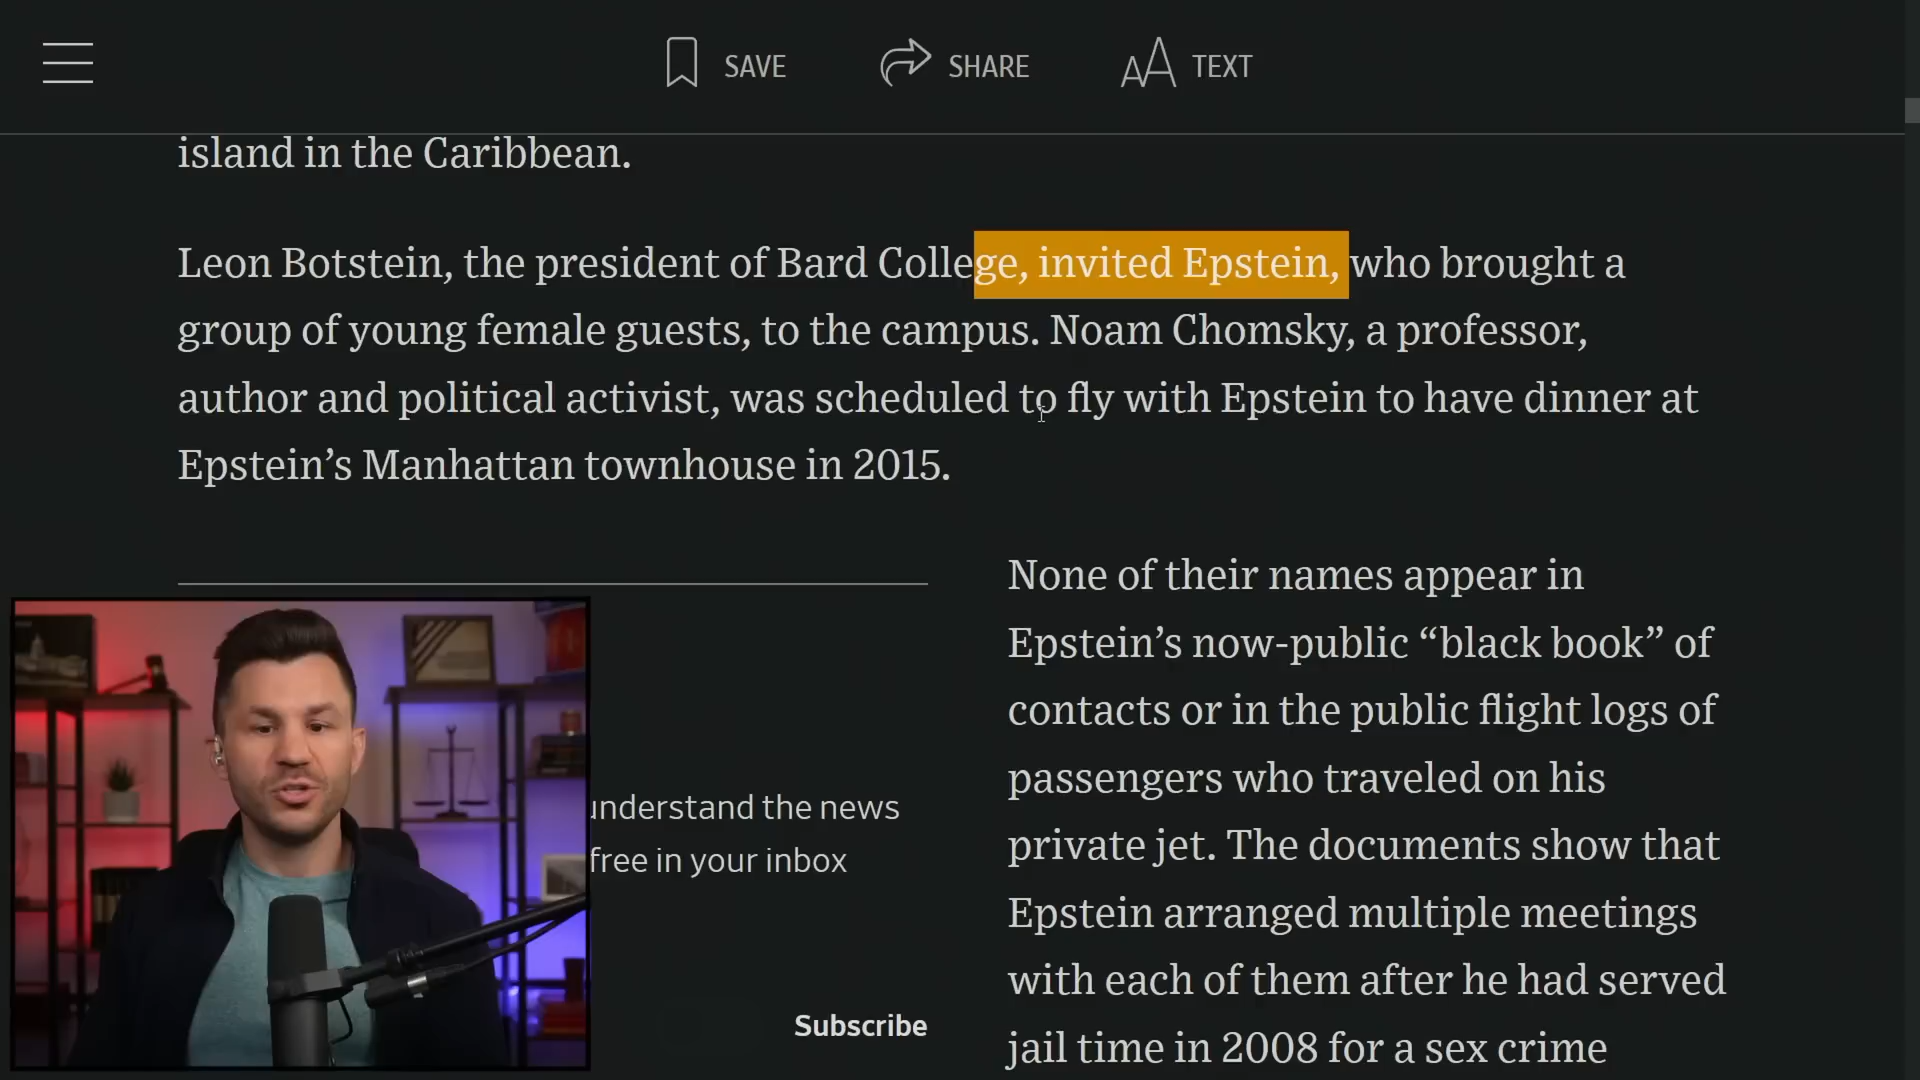 SAVE
SHARE
TEXT
island in the Caribbean.
Leon Botstein, the president of Bard College, invited Epstein, who brought a
group of young female guests, to the campus. Noam Chomsky, a professor,
author and political activist, was scheduled to fly with Epstein to have dinner at
Epstein’s Manhattan townhouse in 2015.
understand the news
free in your inbox
Subscribe
None of their names appear in
Epstein’s now-public “black book” of
contacts or in the public flight logs of
passengers who traveled on his
private jet. The documents show that
Epstein arranged multiple meetings
with each of them after he had served
jail time in 2008 for a sex crime